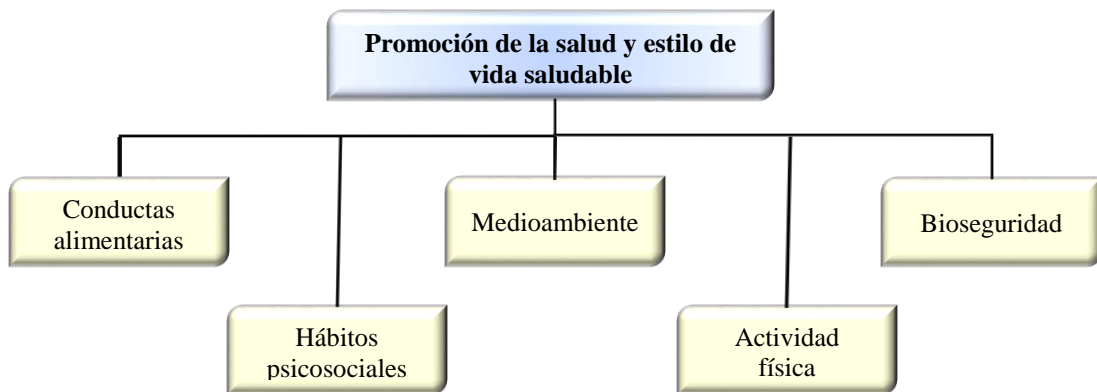 Promoción de la salud y estilo de
vida saludable
Conductas
alimentarias
Medioambiente
Bioseguridad
Hábitos
psicosociales
Actividad
física